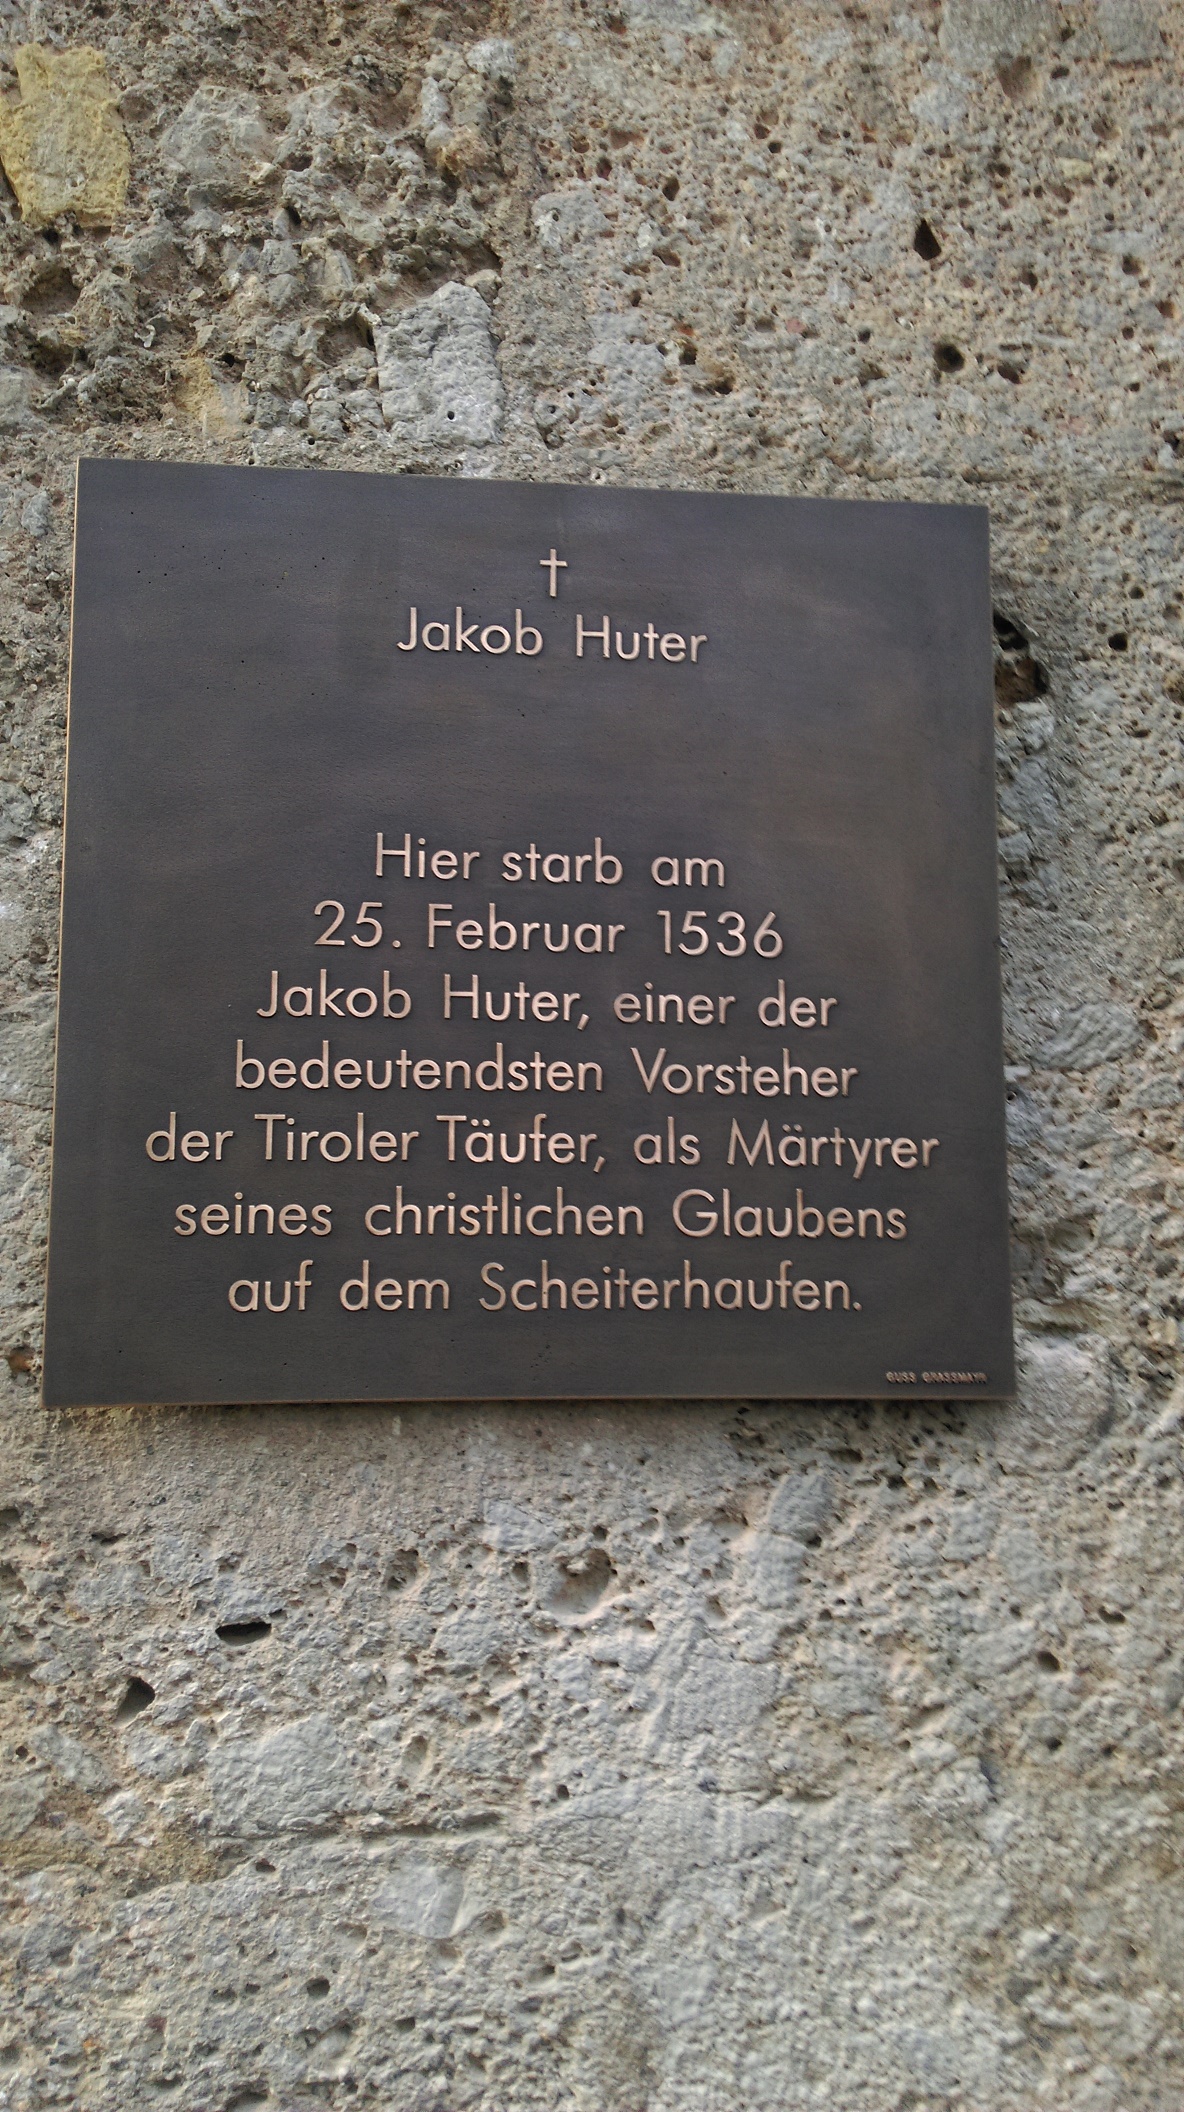 †
Jakob Huter
Hier starb am
25. Februar 1536
Jakob Huter, einer der
bedeutendsten Vorsteher
der Tiroler Täufer, als Märtyrer
seines christlichen Glaubens
auf dem Scheiterhaufen.
GUSS GRASSMAYR